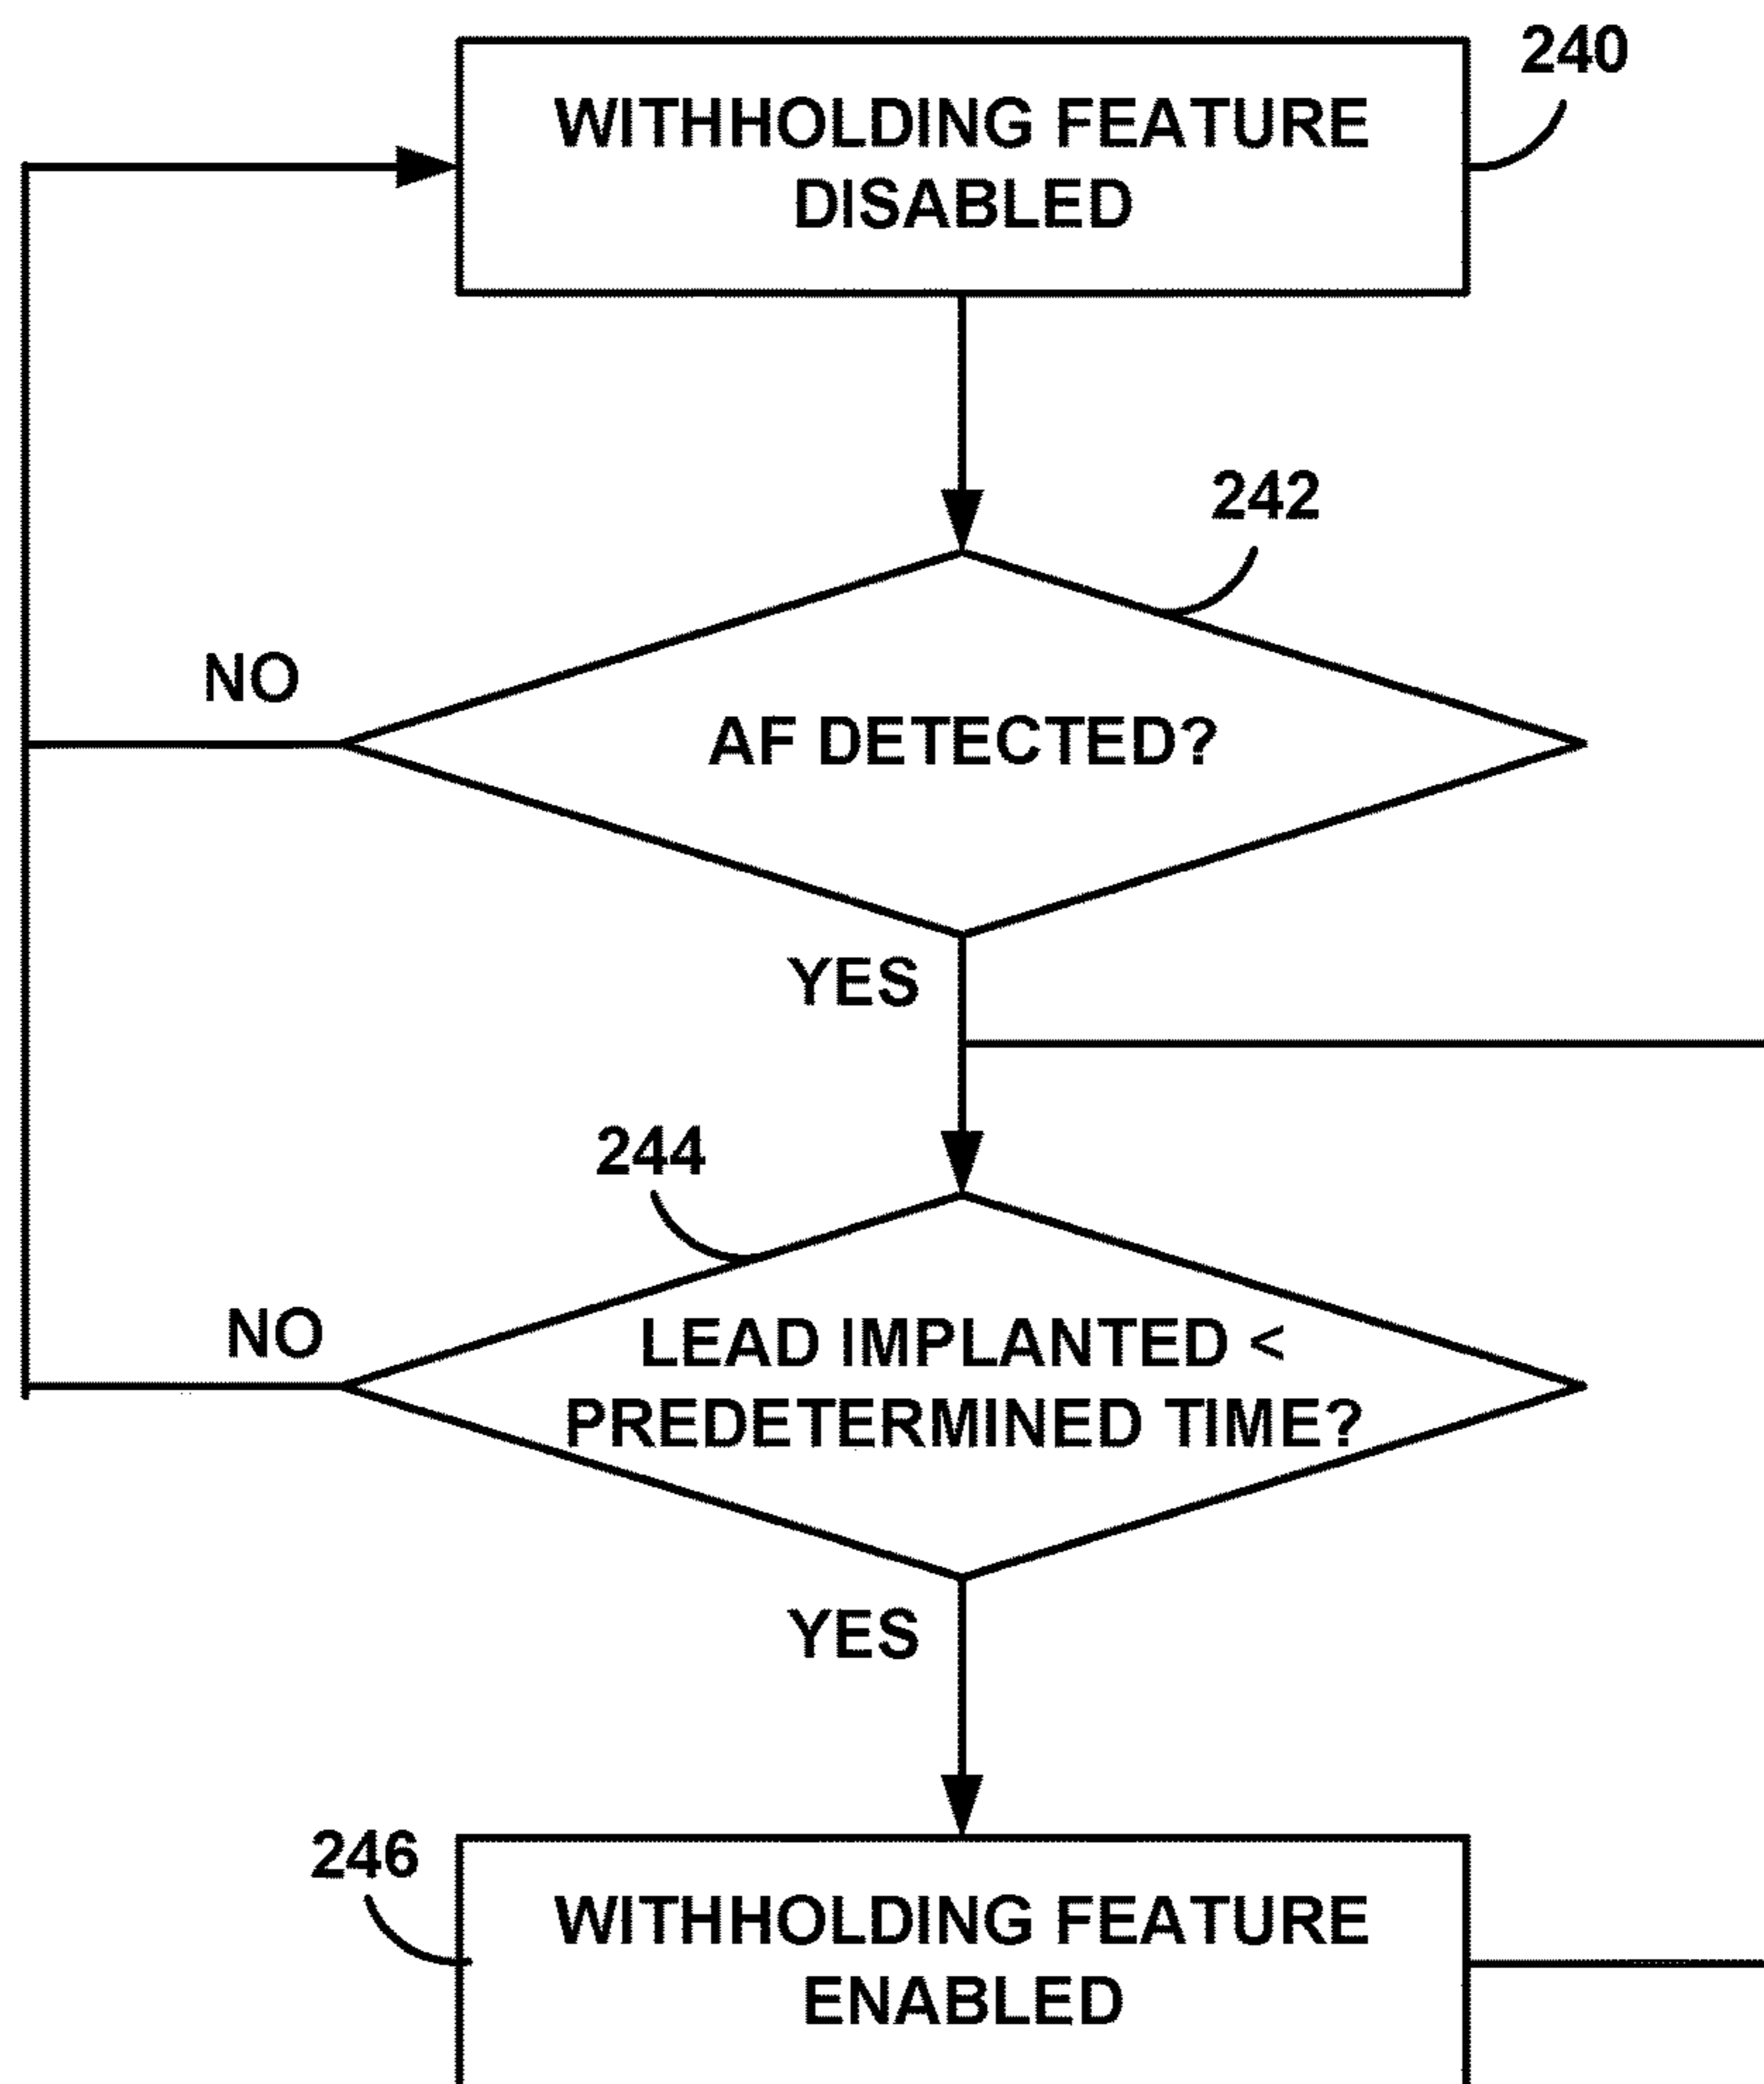 240
WITHHOLDING FEATURE
DISABLED
242
NO
AF DETECTED?
YES
244
NO
LEAD IMPLANTED <
PREDETERMINED TIME?
YES
246
WITHHOLDING FEATURE
ENABLED